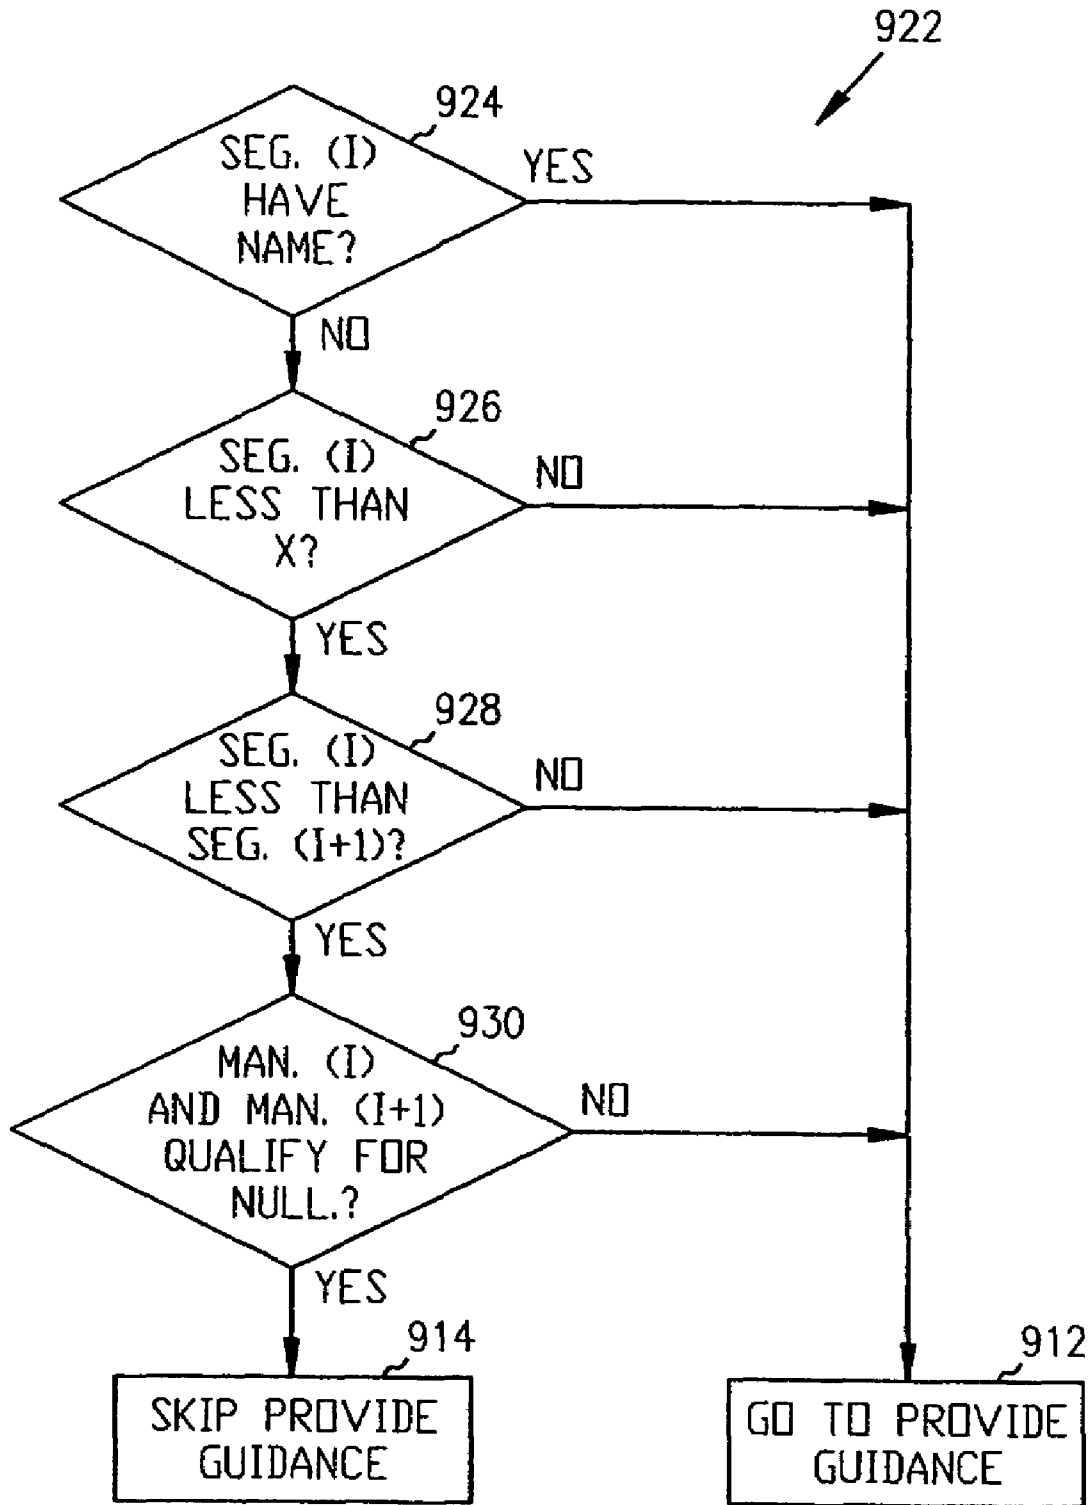 922
924
SEG. (I)
HAVE
NAME?
YES
NO
926
SEG. (I)
LESS THAN
X?
NO
YES
928
SEG. (I)
LESS THAN
SEG. (I+1)?
NO
YES
930
MAN. (I)
AND MAN. (I+1)
QUALIFY FOR
NULL.?
NO
YES
914
SKIP PROVIDE
GUIDANCE
912
GO TO PROVIDE
GUIDANCE